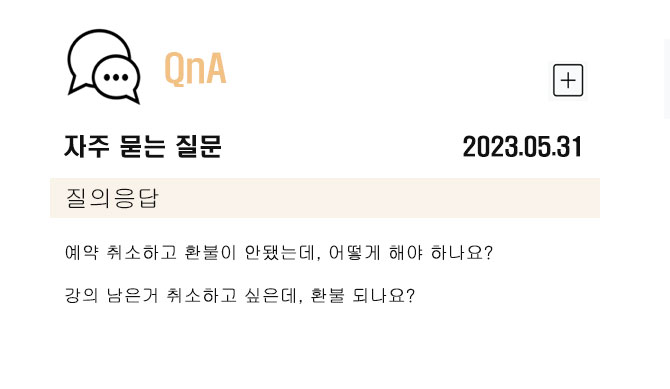 QnA
자주 묻는 질문 2023.05.31
질의응답
예약 취소하고 환불이 안됐는데, 어떻게 해야 하나요?
강의 남은거 취소하고 싶은데, 환불 되나요?